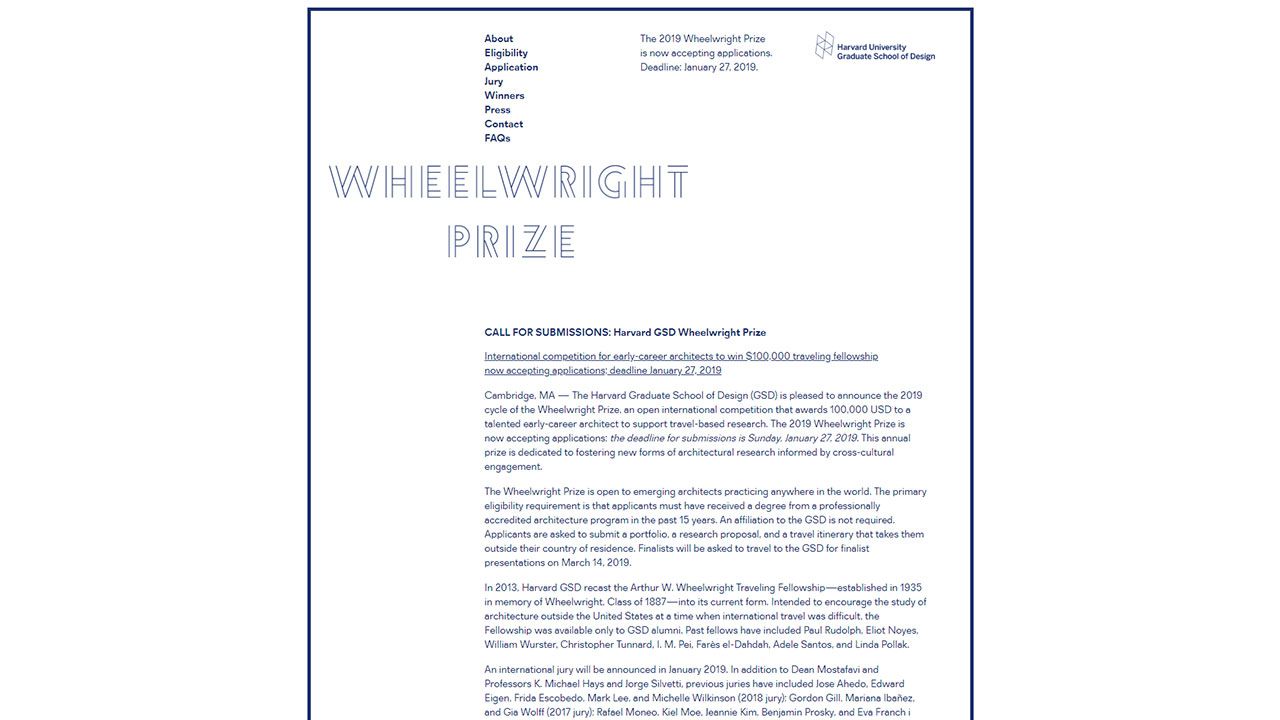 About
Eligibility
Application
Jury
Winners
Press
Contact
FAQs
The 2019 Wheelwright Prize
is now accepting applications.
Deadline: January 27, 2019.
Harvard University
Graduate School of Design
WHEELWRIGHT
PRIZE
CALL FOR SUBMISSIONS: Harvard GSD Wheelwright Prize
International competition for early-career architects to win $100,000 traveling fellowship
now accepting applications; deadline January 27, 2019
Cambridge, MA — The Harvard Graduate School of Design (GSD) is pleased to announce the 2019
cycle of the Wheelwright Prize, an open international competition that awards 100,000 USD to a
talented early-career architect to support travel-based research. The 2019 Wheelwright Prize is
now accepting applications: the deadline for submissions is Sunday, January 27, 2019. This annual
prize is dedicated to fostering new forms of architectural research informed by cross-cultural
engagement.
The Wheelwright Prize is open to emerging architects practicing anywhere in the world. The primary
eligibility requirement is that applicants must have received a degree from a professionally
accredited architecture program in the past 15 years. An affiliation to the GSD is not required.
Applicants are asked to submit a portfolio, a research proposal, and a travel itinerary that takes them
outside their country of residence. Finalists will be asked to travel to the GSD for finalist
presentations on March 14, 2019.
In 2013, Harvard GSD recast the Arthur W. Wheelwright Traveling Fellowship—established in 1935
in memory of Wheelwright, Class of 1887—into its current form. Intended to encourage the study of
architecture outside the United States at a time when international travel was difficult, the
Fellowship was available only to GSD alumni. Past fellows have included Paul Rudolph, Eliot Noyes,
William Wurster, Christopher Tunnard, I. M. Pei, Farès el-Dahdah, Adele Santos, and Linda Pollak.
An international jury will be announced in January 2019. In addition to Dean Mostafavi and
Professors K. Michael Hays and Jorge Silvetti, previous juries have included Jose Ahedo, Edward
Eigen, Frida Escobedo, Mark Lee, and Michelle Wilkinson (2018 jury); Gordon Gill, Mariana Ibañez,
and Gia Wolff (2017 jury); Rafael Moneo, Kiel Moe, Jeannie Kim, Benjamin Prosky, and Eva Franch i